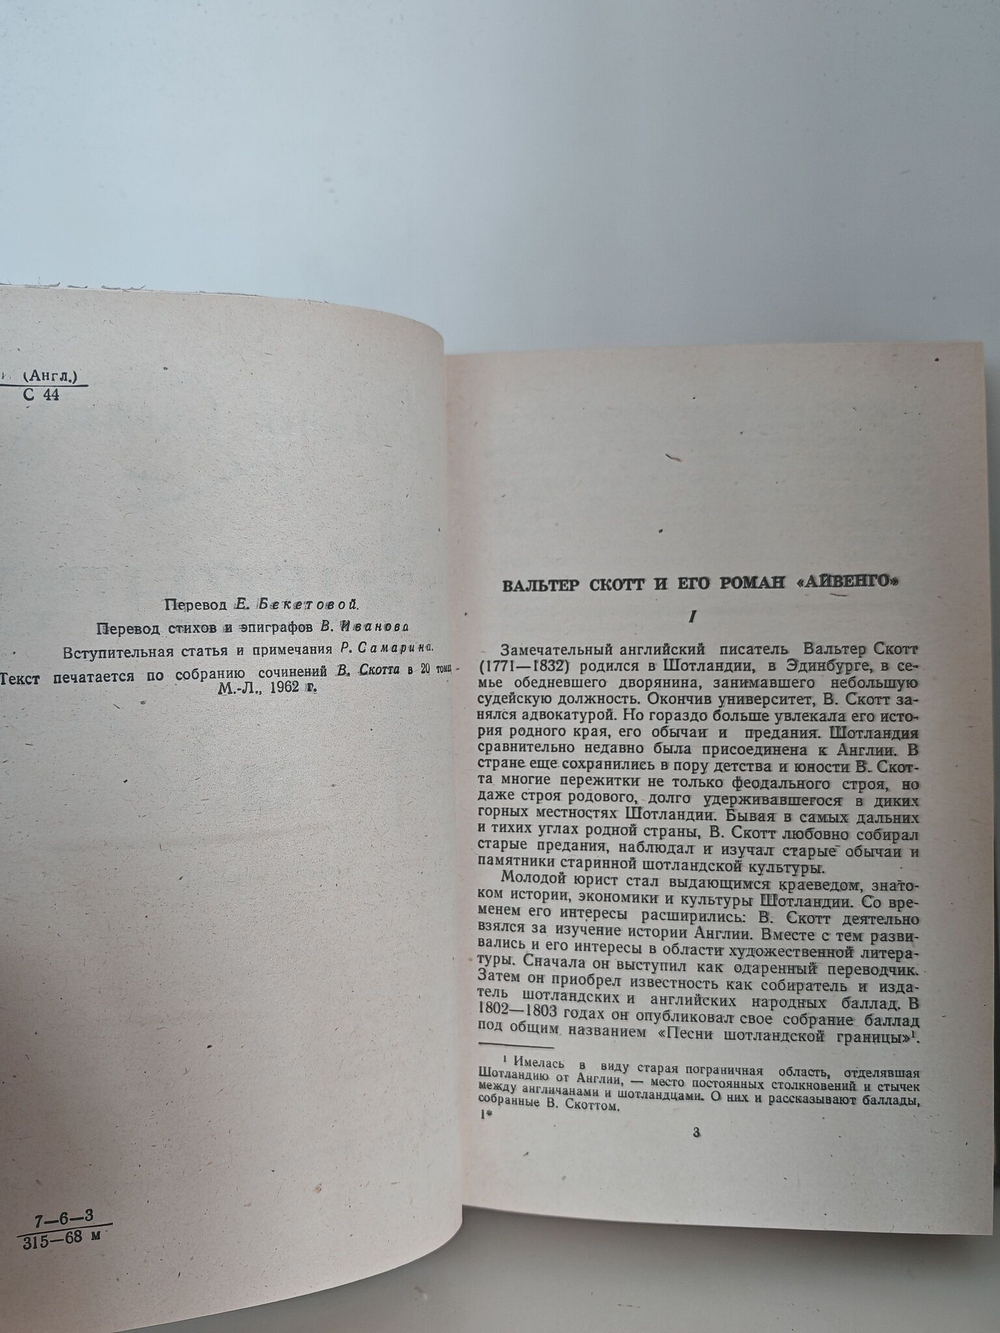 (Англ.)
С 44
Перевод Е. Бекетовой.
Перевод стихов и эпиграфов В. Иванова
Вступительная статья и примечания Р. Самарина.
Текст печатается по собранию сочинений В. Скотта в 20 том.
М.-Л., 1962 г.
7—6—3
315—68 м
ВАЛЬТЕР СКОТТ И ЕГО РОМАН «АЙВЕНГО»
I
Замечательный английский писатель Вальтер Скотт
(1771—1832) родился в Шотландии, в Эдинбурге, в се-
мье обедневшего дворянина, занимавшего небольшую
судейскую должность. Окончив университет, В. Скотт за-
нялся адвокатурой. Но гораздо больше увлекала его исто-
рия родного края, его обычаи и предания. Шотландия
сравнительно недавно была присоединена к Англии. В
стране еще сохранились в пору детства и юности В. Скот-
та многие пережитки не только феодального строя, но
даже строя родового, долго удерживавшегося в диких
горных местностях Шотландии. Бывая в самых дальних
и тихих углах родной страны, В. Скотт любовно собирал
старые предания, наблюдал и изучал старые обычаи и
памятники старинной шотландской культуры.
Молодой юрист стал выдающимся краеведом, знато-
ком истории, экономики и культуры Шотландии. Со вре-
менем его интересы расширились: В. Скотт деятельно
взялся за изучение истории Англии. Вместе с тем разви-
вались и его интересы в области художественной литера-
туры. Сначала он выступил как одаренный переводчик.
Затем он приобрел известность как собиратель и изда-
тель шотландских и английских народных баллад. В
1802—1803 годах он опубликовал свое собрание баллад
под общим названием «Песни шотландской границы»¹.
¹ Имелась в виду старая пограничная область, отделявшая
Шотландию от Англии, — место постоянных столкновений и стычек
между англичанами и шотландцами. О них и рассказывают баллады,
собранные В. Скоттом.
1*
3